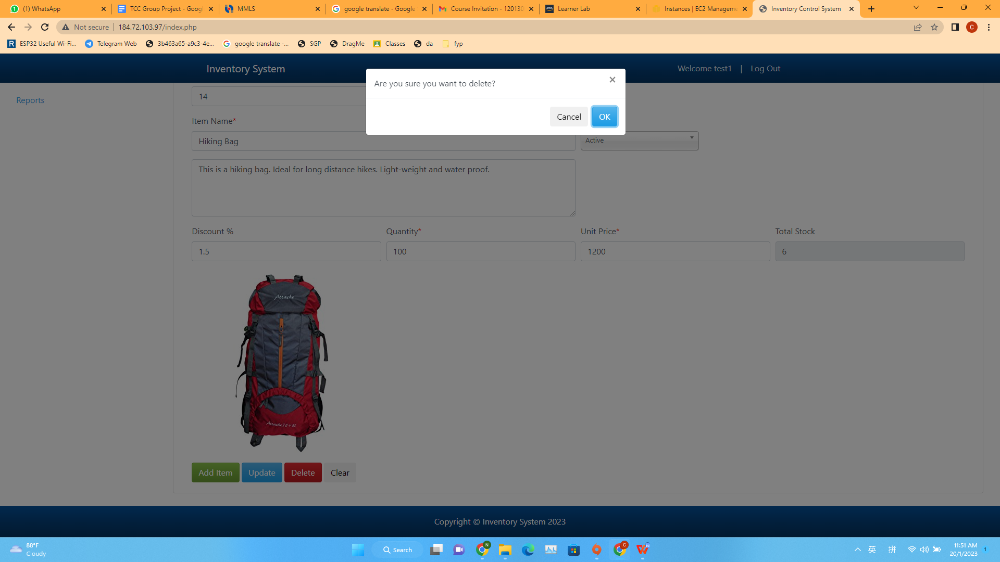 (1) WhatsApp
TCC Group Project - Googl
MMLS
google translate - Google
Course Invitation - 120130
aws
Learner Lab
Instances | EC2 Manageme
Inventory Control System
Not secure
184.72.103.97/index.php
C
R
ESP32 Useful Wi-Fi...
Telegram Web
3b463a65-a9c3-4e...
google translate -...
SGP
DragMe
Classes
da
fyp
Inventory System
Welcome test1 | Log Out
Are you sure you want to delete?
×
Cancel
OK
Reports
14
Item Name*
Hiking Bag
Active
This is a hiking bag. Ideal for long distance hikes. Light-weight and water proof.
Discount %
Quantity*
Unit Price*
Total Stock
1.5
100
1200
6
Attache
Attache 70+5l
Add Item
Update
Delete
Clear
Copyright © Inventory System 2023
88°F
Cloudy
Search
N
C
W
英
拼
11:51 AM
20/1/2023
1